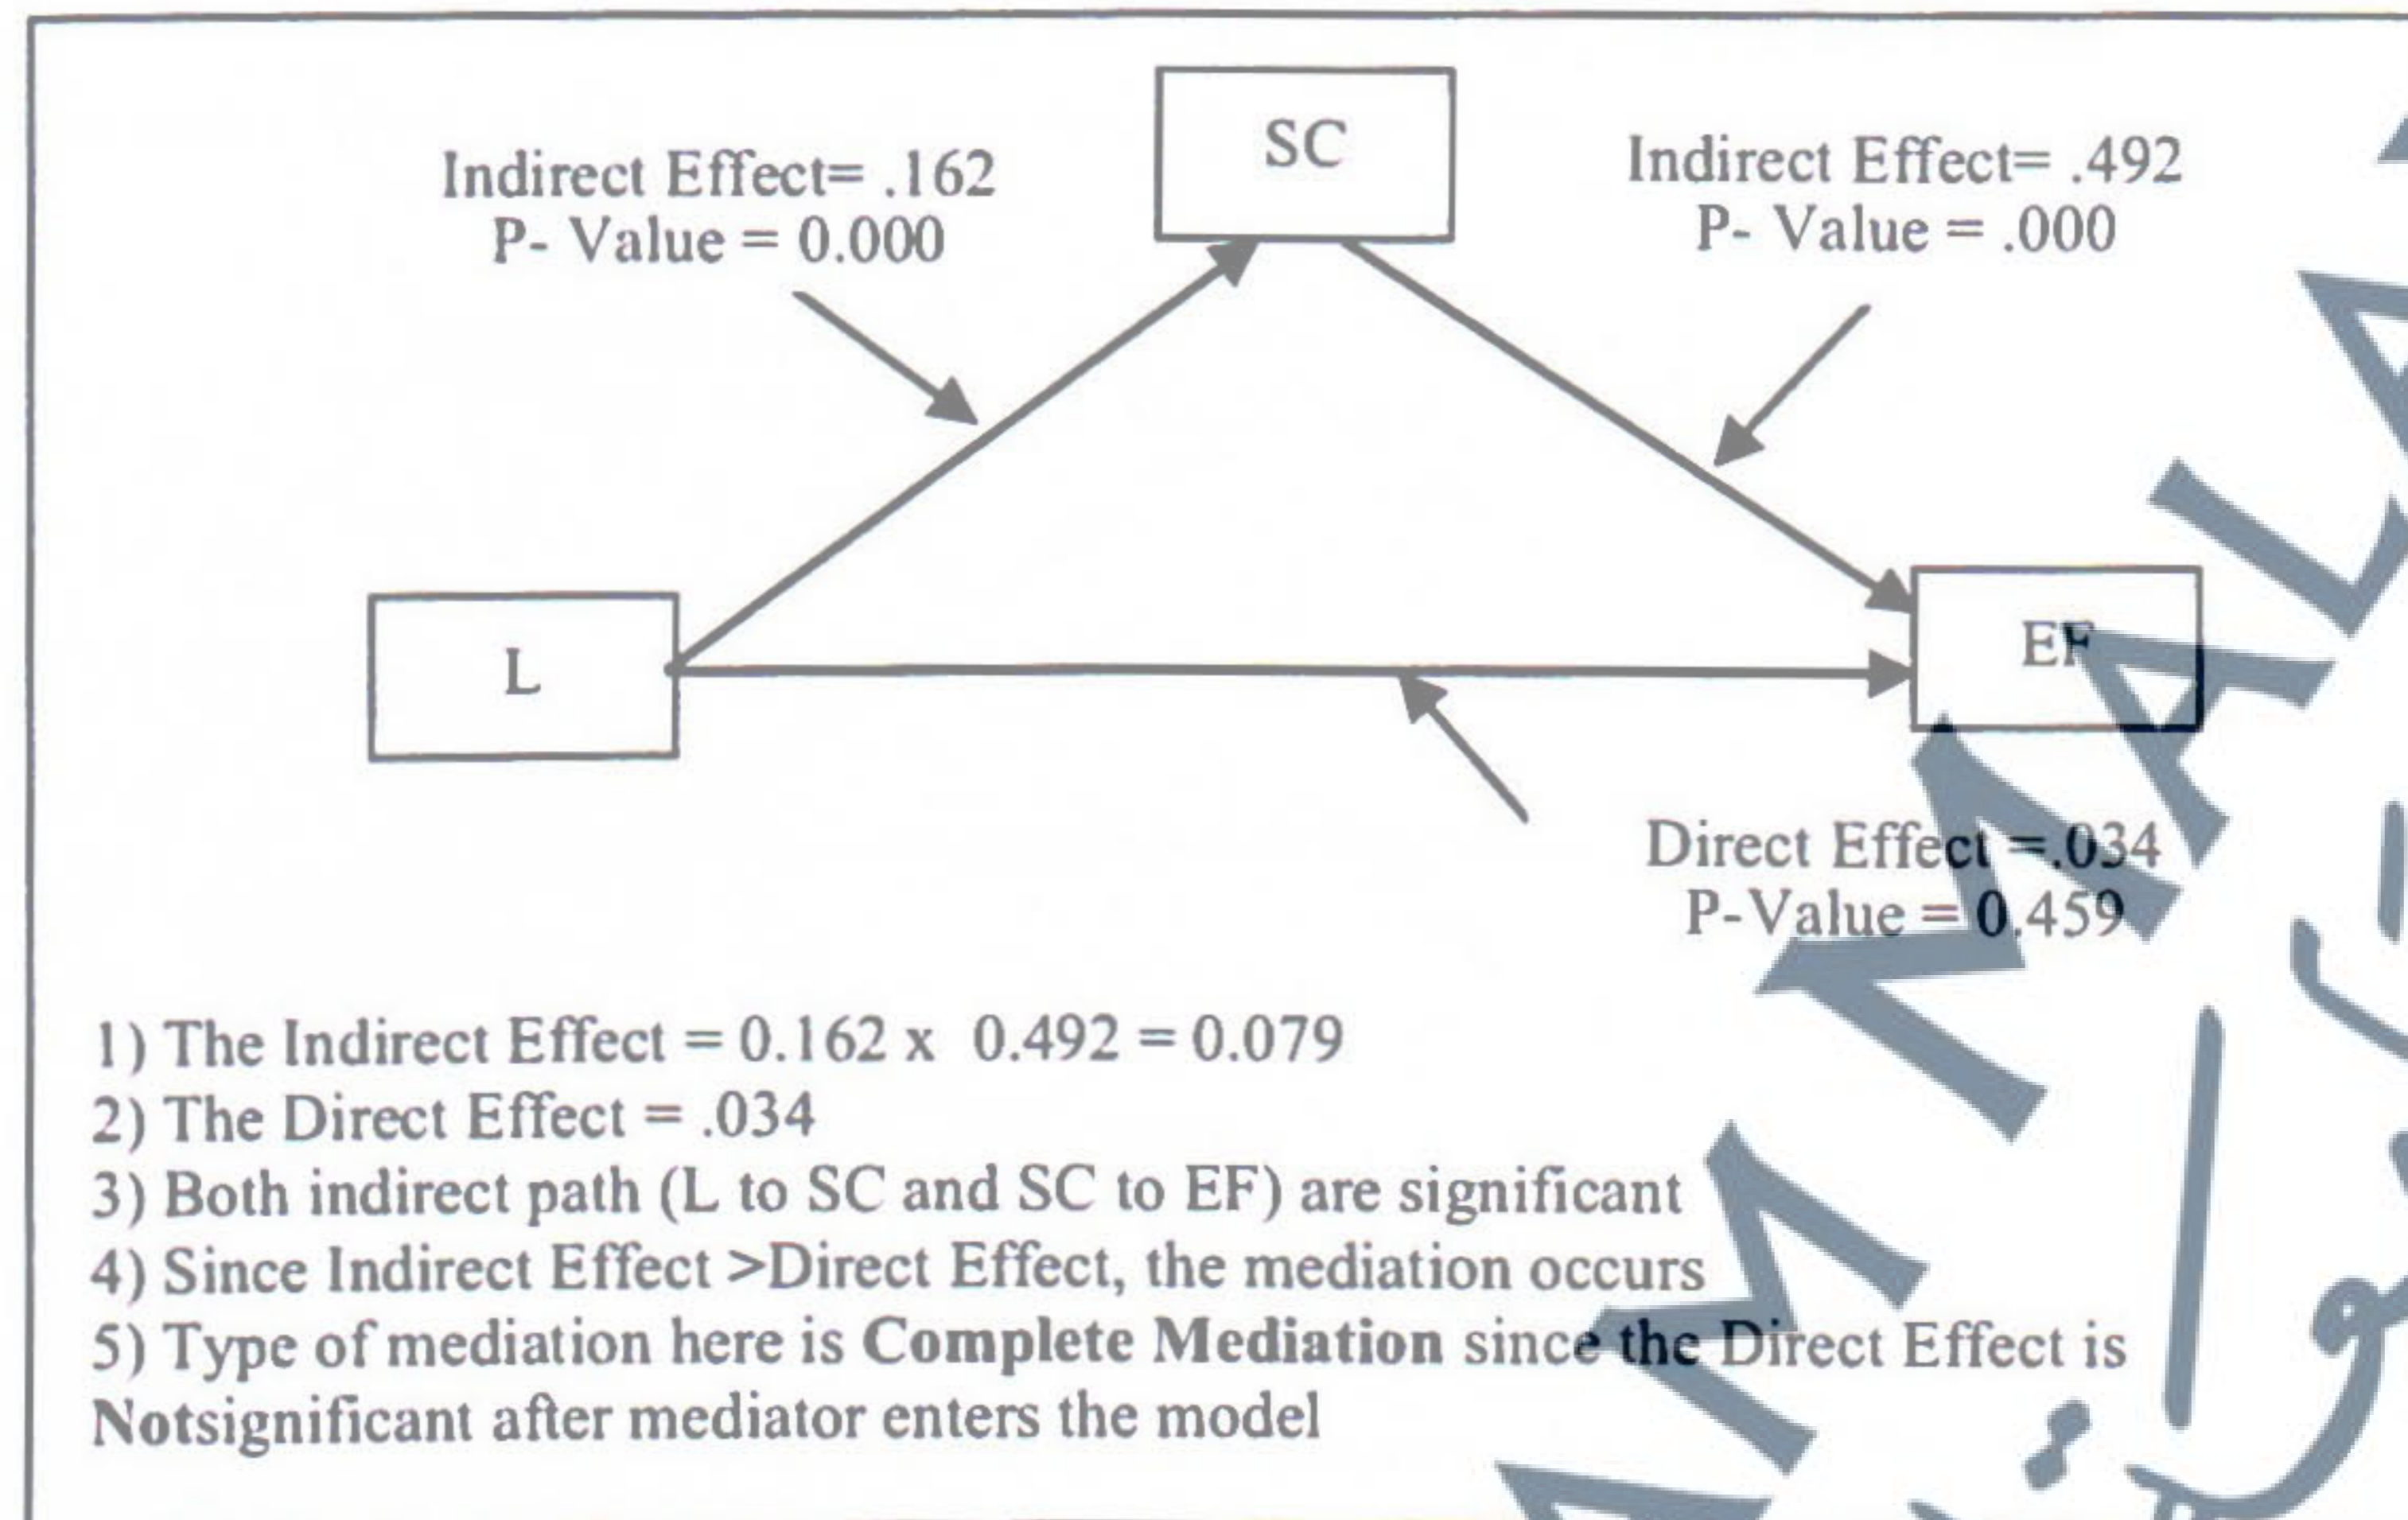 SC
Indirect Effect= .162
P- Value = 0.000
Indirect Effect= .492
P- Value = .000
L
EF
Direct Effect =.034
P-Value = 0.459
1) The Indirect Effect = 0.162 x 0.492 = 0.079
2) The Direct Effect = .034
3) Both indirect path (L to SC and SC to EF) are significant
4) Since Indirect Effect >Direct Effect, the mediation occurs
5) Type of mediation here is Complete Mediation since the Direct Effect is
Notsignificant after mediator enters the model